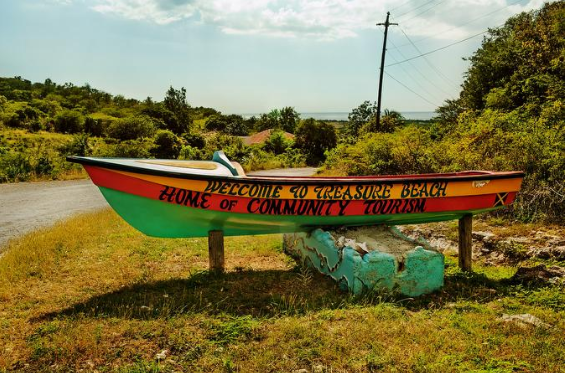 WELCOME TO TREASURE BEACH
HOME OF COMMUNITY TOURISM